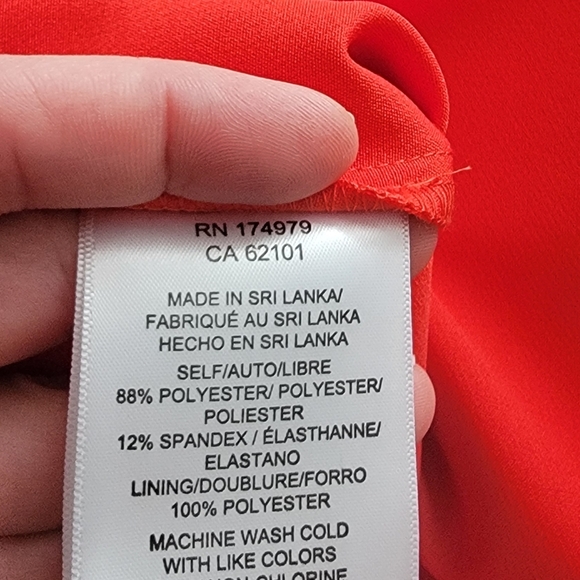 RN 174979
CA 62101
MADE IN SRI LANKA/
FABRIQUÉ AU SRI LANKA
HECHO EN SRI LANKA
SELF/AUTO/LIBRE
88% POLYESTER/ POLYESTER/
POLIESTER
12% SPANDEX / ÉLASTHANNE/
ELASTANO
LINING/DOUBLURE/FORRO
100% POLYESTER
MACHINE WASH COLD
WITH LIKE COLORS
NON CHLORINE